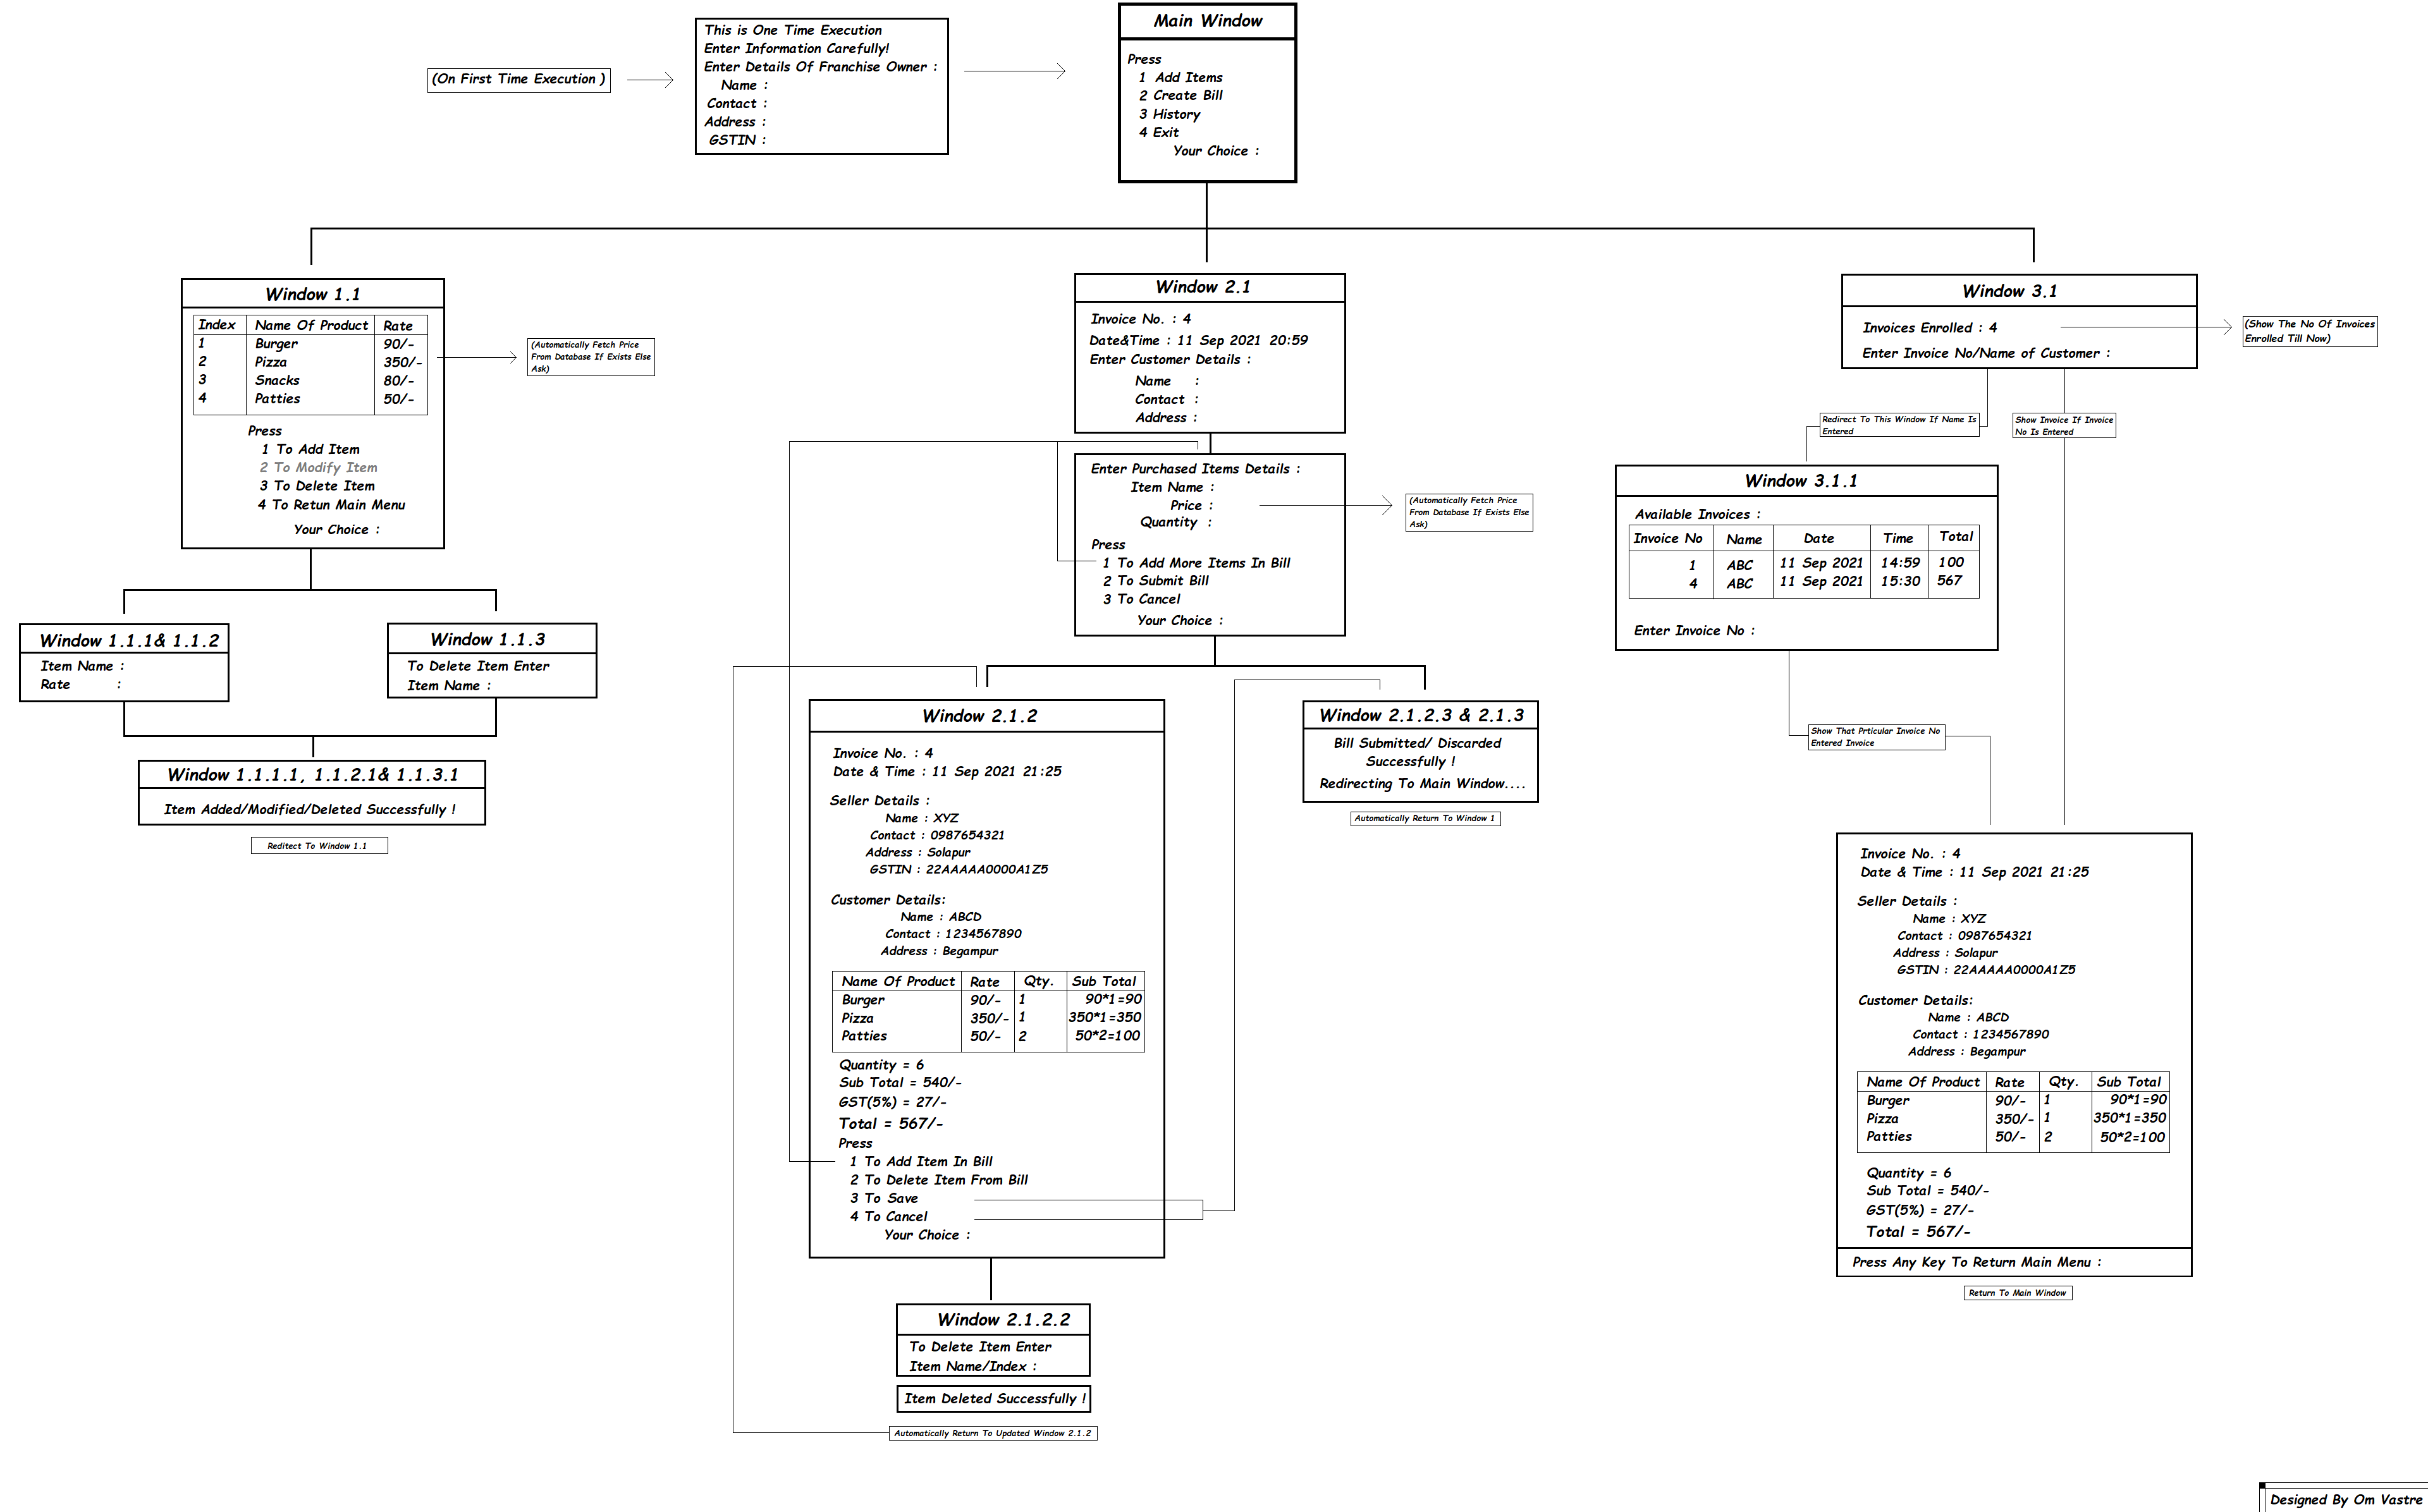 (On First Time Execution )
This is One Time Execution
Enter Information Carefully!
Enter Details Of Franchise Owner :
Name :
Contact :
Address :
GSTIN :
Main Window
Press
1 Add Items
2 Create Bill
3 History
4 Exit
Your Choice :
Window 1.1
Index Name Of Product Rate
1 Burger 90/-
2 Pizza 350/-
3 Snacks 80/-
4 Patties 50/-
Press
1 To Add Item
2 To Modify Item
3 To Delete Item
4 To Retun Main Menu
Your Choice :
(Automatically Fetch Price
From Database If Exists Else
Ask)
Window 1.1.1& 1.1.2
Item Name :
Rate :
Window 1.1.3
To Delete Item Enter
Item Name :
Window 1.1.1.1, 1.1.2.1& 1.1.3.1
Item Added/Modified/Deleted Successfully !
Reditect To Window 1.1
Window 2.1
Invoice No. : 4
Date&Time : 11 Sep 2021 20:59
Enter Customer Details :
Name :
Contact :
Address :
Enter Purchased Items Details :
Item Name :
Price :
Quantity :
Press
1 To Add More Items In Bill
2 To Submit Bill
3 To Cancel
Your Choice :
(Automatically Fetch Price
From Database If Exists Else
Ask)
Window 2.1.2
Invoice No. : 4
Date & Time : 11 Sep 2021 21:25
Seller Details :
Name : XYZ
Contact : 0987654321
Address : Solapur
GSTIN : 22AAAAA0000A1Z5
Customer Details:
Name : ABCD
Contact : 1234567890
Address : Begampur
Name Of Product Rate Qty. Sub Total
Burger 90/- 1 90*1=90
Pizza 350/- 1 350*1=350
Patties 50/- 2 50*2=100
Quantity = 6
Sub Total = 540/-
GST(5%) = 27/-
Total = 567/-
Press
1 To Add Item In Bill
2 To Delete Item From Bill
3 To Save
4 To Cancel
Your Choice :
Window 2.1.2.3 & 2.1.3
Bill Submitted/ Discarded
Successfully !
Redirecting To Main Window....
Automatically Return To Window 1
Window 2.1.2.2
To Delete Item Enter
Item Name/Index :
Item Deleted Successfully !
Automatically Return To Updated Window 2.1.2
Window 3.1
Invoices Enrolled : 4
Enter Invoice No/Name of Customer :
(Show The No Of Invoices
Enrolled Till Now)
Redirect To This Window If Name Is
Entered
Show Invoice If Invoice
No Is Entered
Window 3.1.1
Available Invoices :
Invoice No Name Date Time Total
1 ABC 11 Sep 2021 14:59 100
4 ABC 11 Sep 2021 15:30 567
Enter Invoice No :
Show That Prticular Invoice No
Entered Invoice
Invoice No. : 4
Date & Time : 11 Sep 2021 21:25
Seller Details :
Name : XYZ
Contact : 0987654321
Address : Solapur
GSTIN : 22AAAAA0000A1Z5
Customer Details:
Name : ABCD
Contact : 1234567890
Address : Begampur
Name Of Product Rate Qty. Sub Total
Burger 90/- 1 90*1=90
Pizza 350/- 1 350*1=350
Patties 50/- 2 50*2=100
Quantity = 6
Sub Total = 540/-
GST(5%) = 27/-
Total = 567/-
Press Any Key To Return Main Menu :
Return To Main Window
Designed By Om Vastre